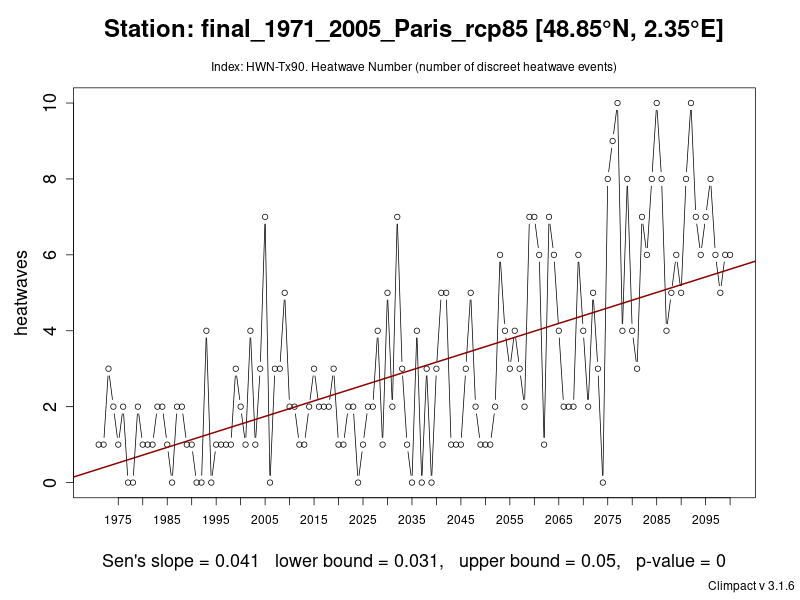 Station: final_1971_2005_Paris_rcp85 [48.85°N, 2.35°E]
Index: HWN-Tx90. Heatwave Number (number of discreet heatwave events)
heatwaves
10
8
6
4
2
0
1975 1985 1995 2005 2015 2025 2035 2045 2055 2065 2075 2085 2095
Sen's slope = 0.041 lower bound = 0.031, upper bound = 0.05, p-value = 0
Climpact v 3.1.6